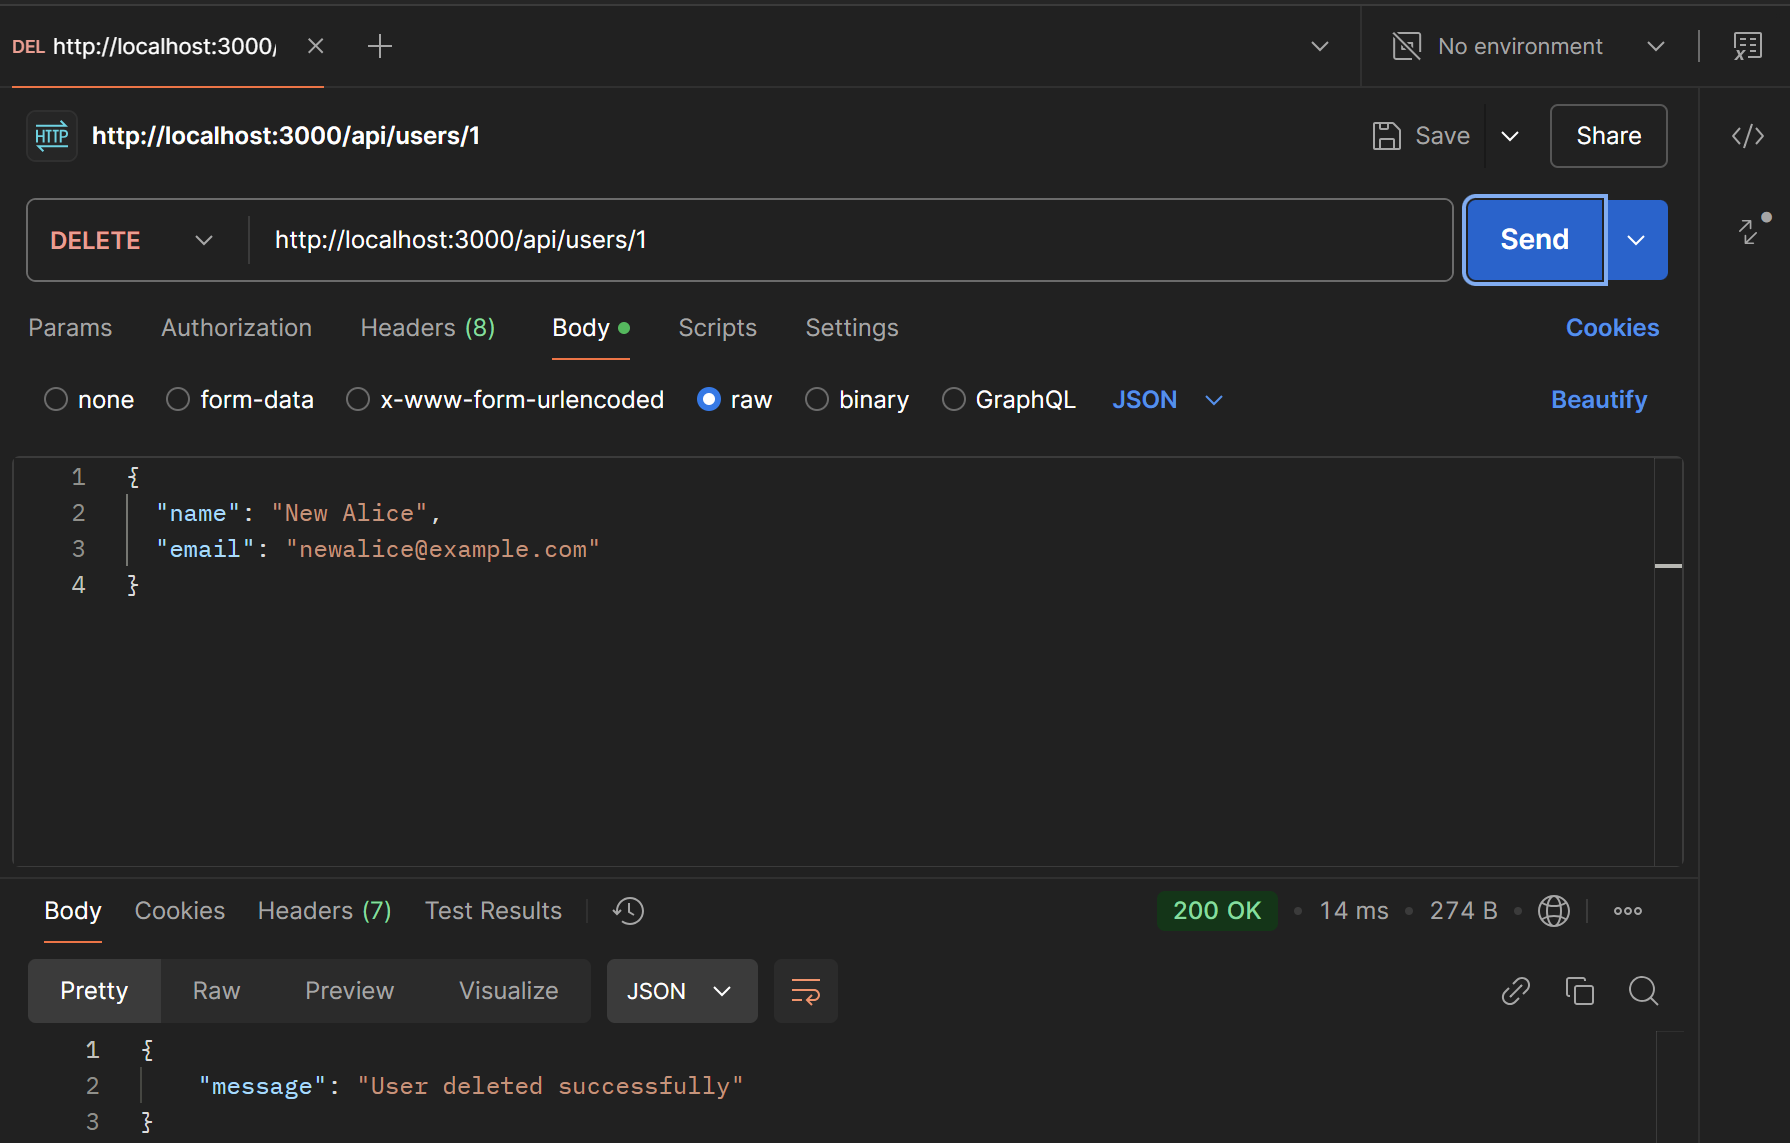 DEL http://localhost:3000/
No environment
HTTP http://localhost:3000/api/users/1
Save
Share
DELETE
http://localhost:3000/api/users/1
Send
Params Authorization Headers (8) Body Scripts Settings Cookies
none form-data x-www-form-urlencoded raw binary GraphQL JSON Beautify
1 {
2 "name": "New Alice",
3 "email": "newalice@example.com"
4 }
Body Cookies Headers (7) Test Results 200 OK 14 ms 274 B
Pretty Raw Preview Visualize JSON
1 {
2 "message": "User deleted successfully"
3 }